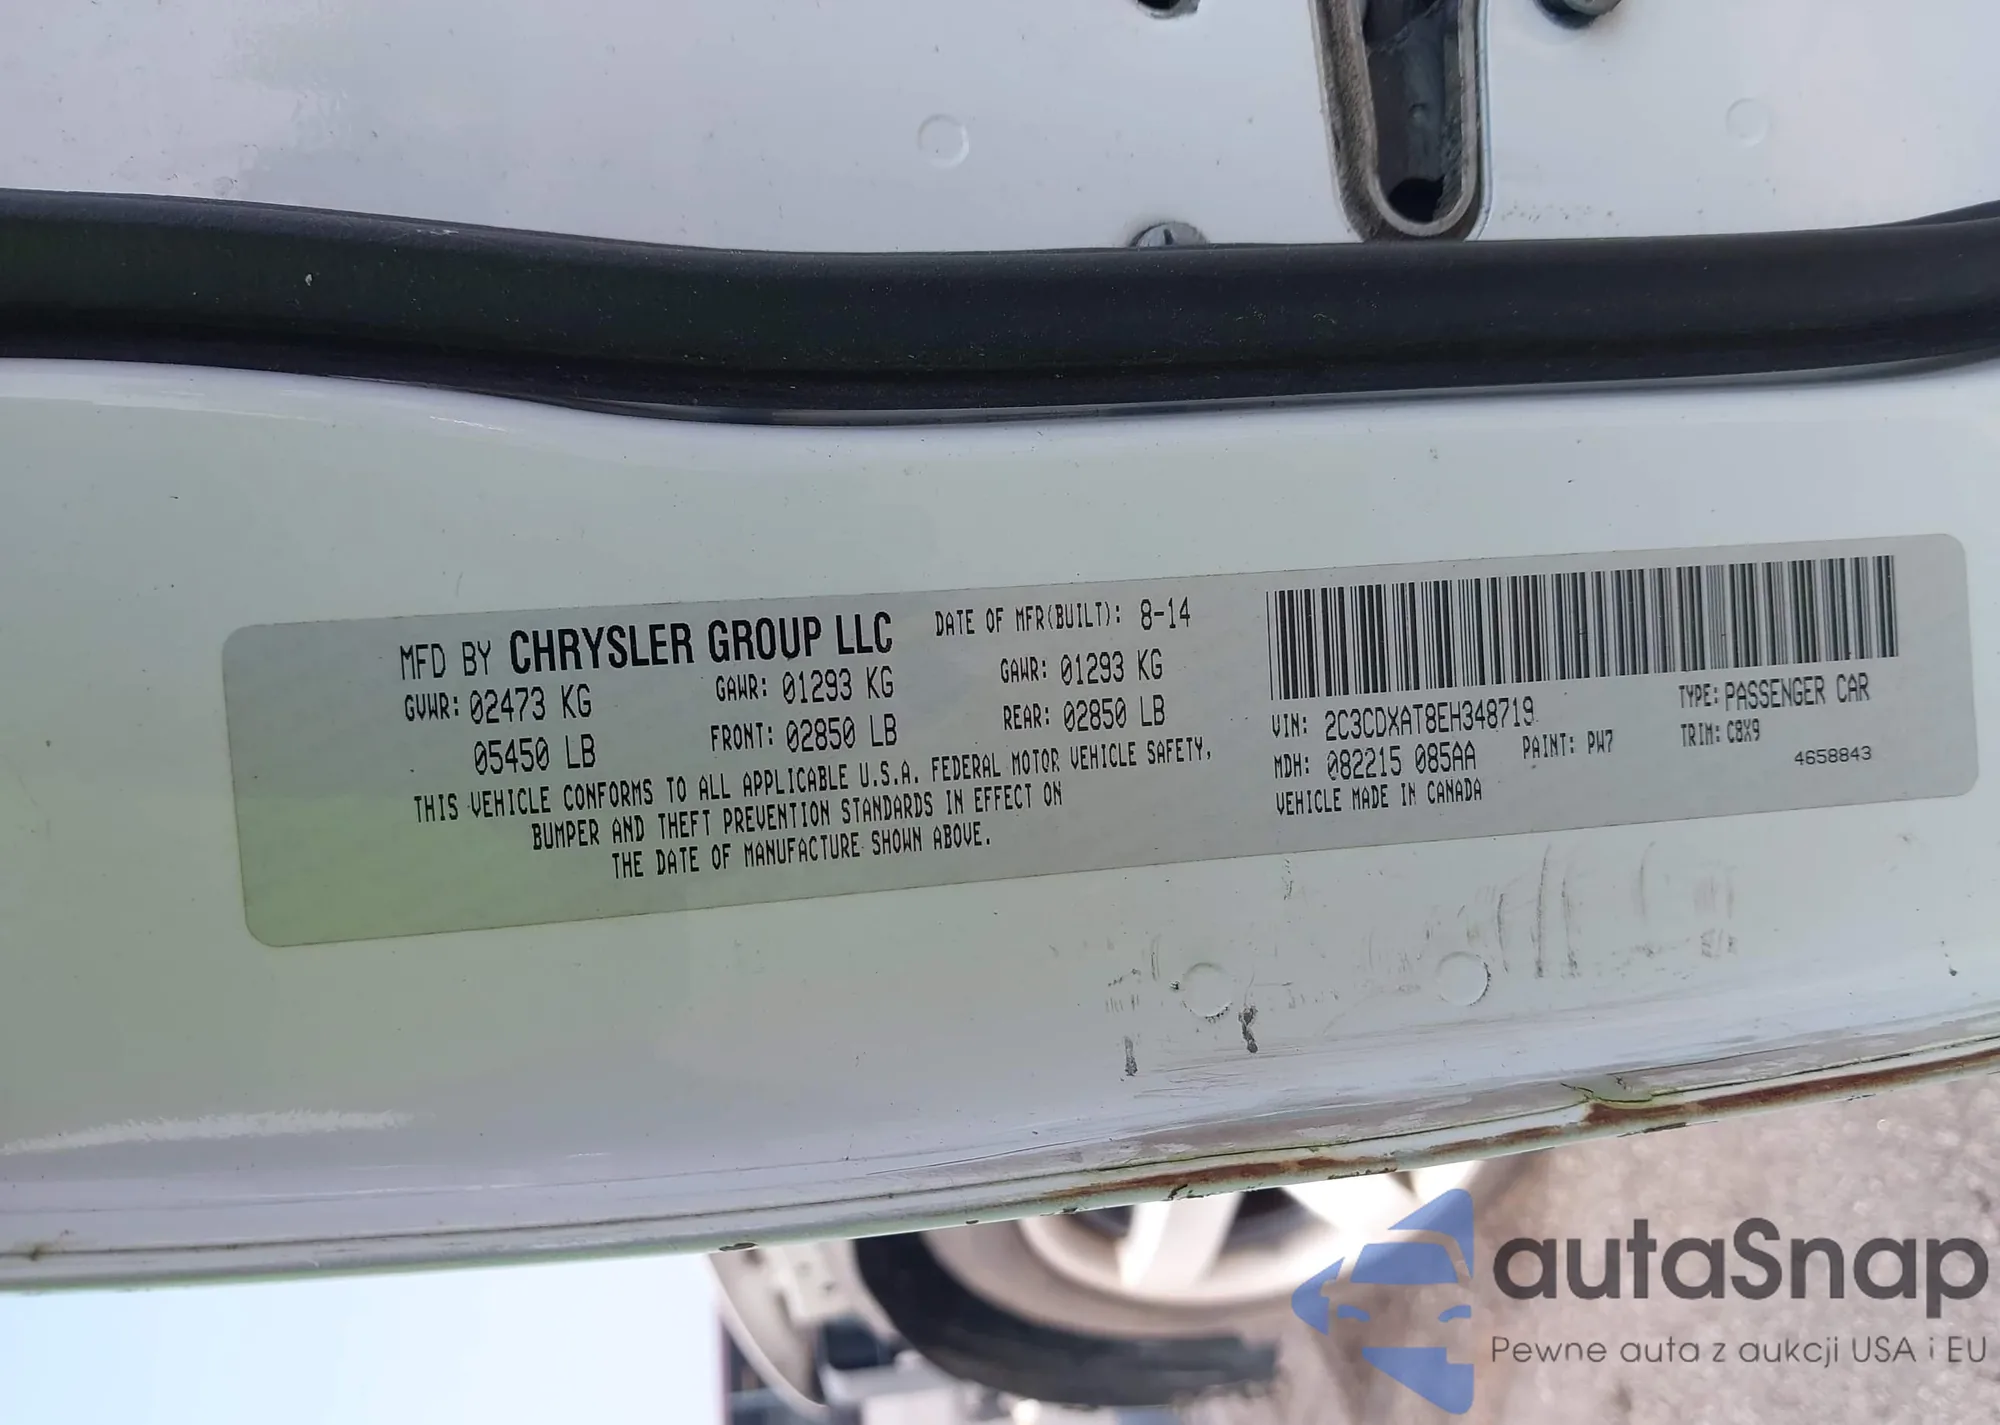 MFD BY CHRYSLER GROUP LLC DATE OF MFR(BUILT): 8-14
GVWR: 02473 KG GAWR: 01293 KG GAWR: 01293 KG
05450 LB FRONT: 02850 LB REAR: 02850 LB
THIS VEHICLE CONFORMS TO ALL APPLICABLE U.S.A. FEDERAL MOTOR VEHICLE SAFETY,
BUMPER AND THEFT PREVENTION STANDARDS IN EFFECT ON
THE DATE OF MANUFACTURE SHOWN ABOVE.
VIN: 2C3CDXAT8EH348719 TYPE: PASSENGER CAR
MDH: 082215 085AA PAINT: PW7 TRIM: C8X9
VEHICLE MADE IN CANADA 4658843
autaSnap
Pewne auta z aukcji USA i EU